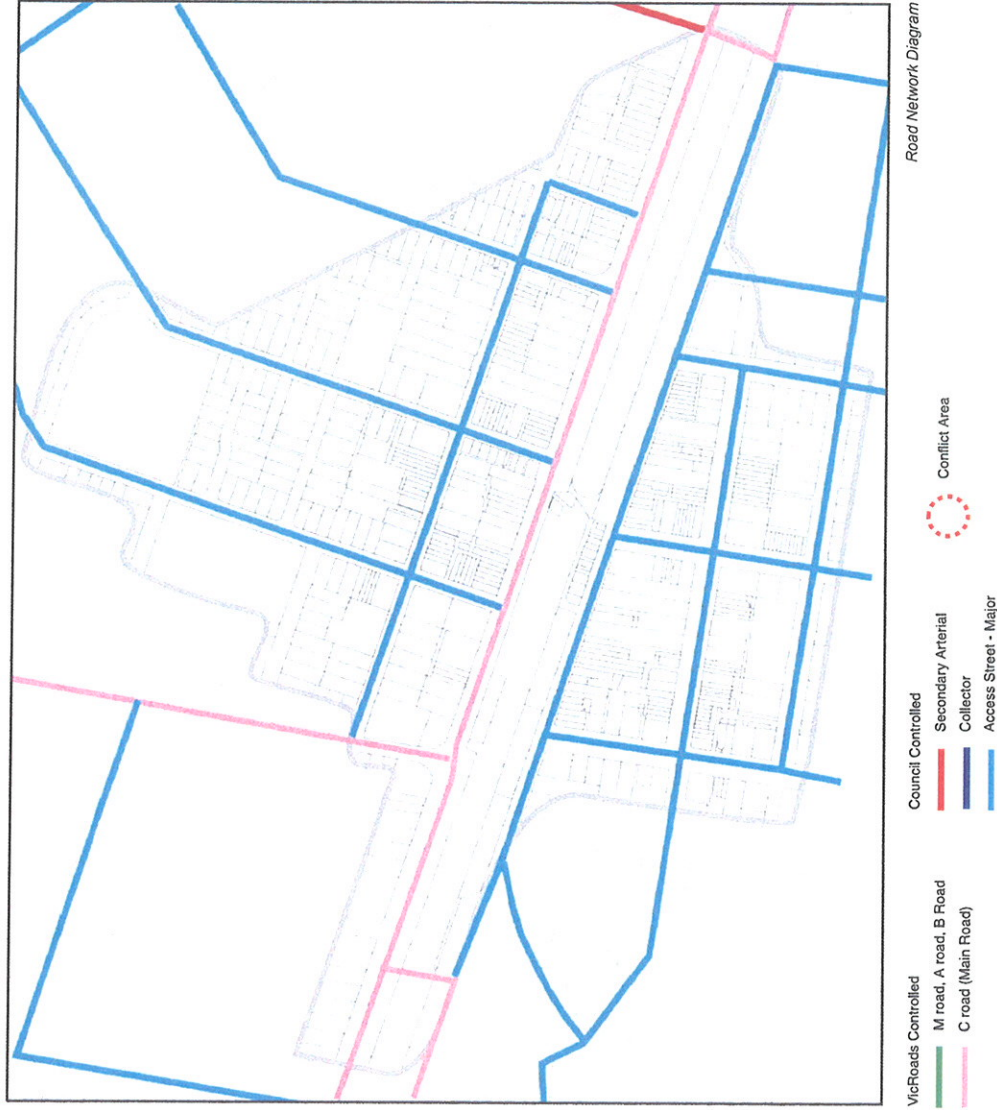 Road Network Diagram
VicRoads Controlled
M road, A road, B Road
C road (Main Road)
Council Controlled
Secondary Arterial
Collector
Access Street - Major
Conflict Area